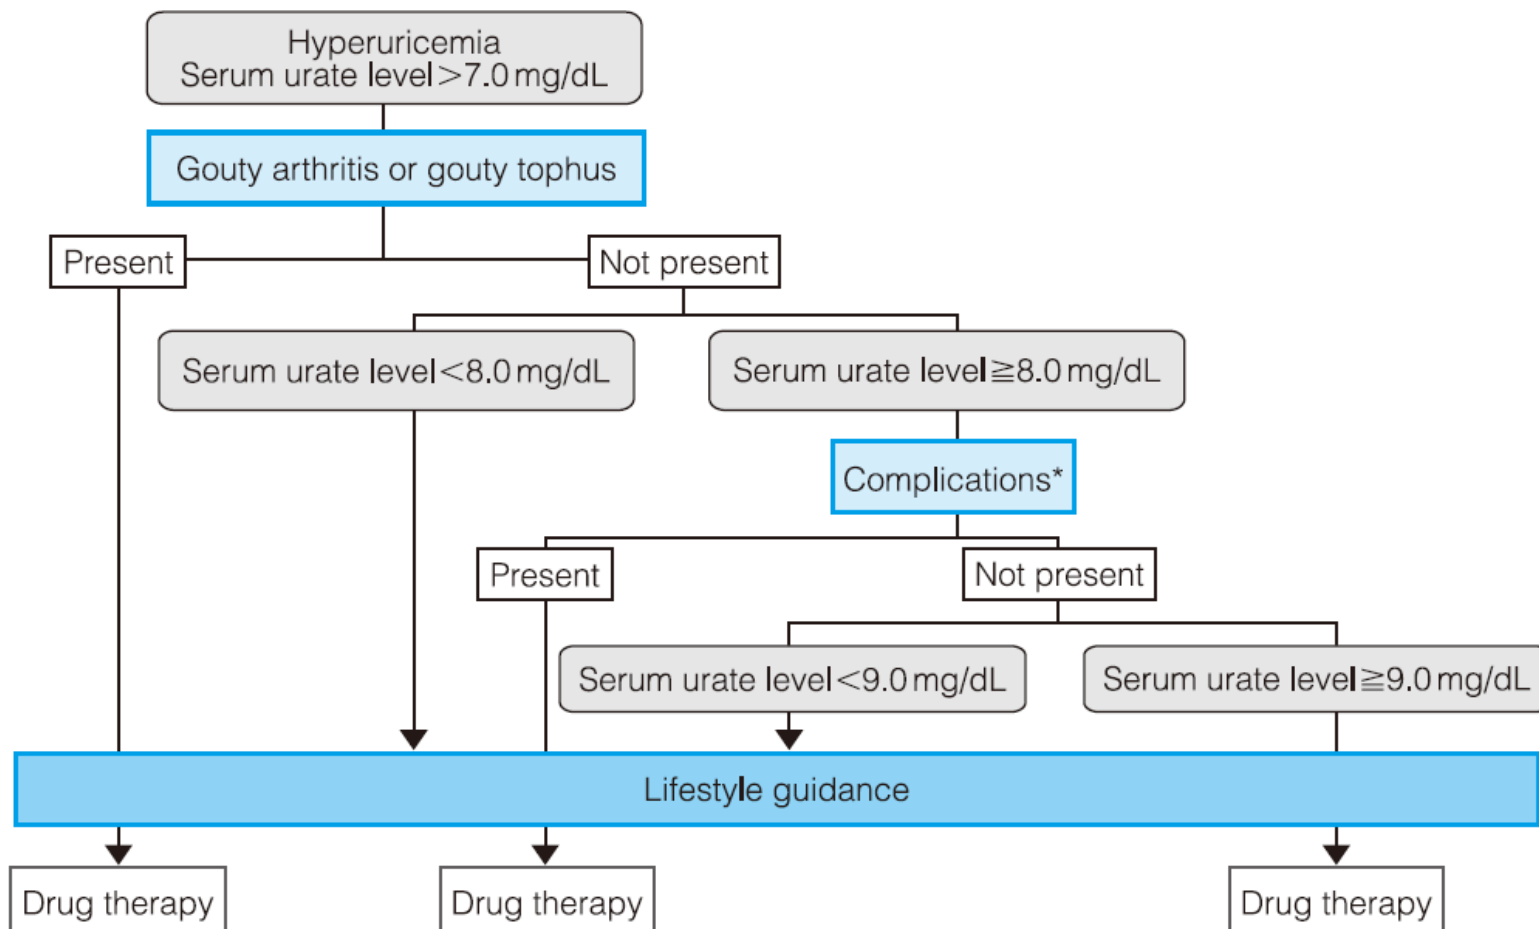 Hyperuricemia
Serum urate level>7.0 mg/dL
Gouty arthritis or gouty tophus
Present
Not present
Serum urate level<8.0 mg/dL
Serum urate level≧8.0 mg/dL
Complications*
Present
Not present
Serum urate level<9.0 mg/dL
Serum urate level≧9.0 mg/dL
Lifestyle guidance
Drug therapy
Drug therapy
Drug therapy